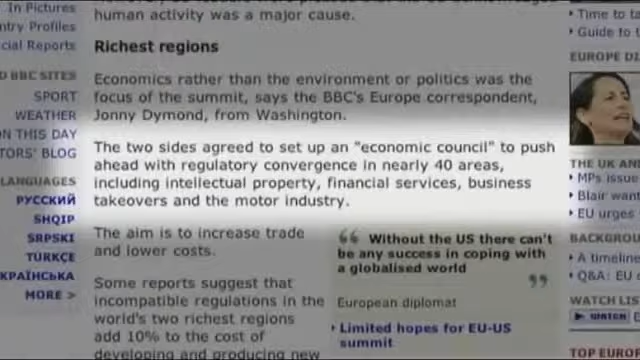 In Pictures
ntry Profiles
cial Reports
D BBC SITES
SPORT
WEATHER
ON THIS DAY
TORS' BLOG
LANGUAGES
РУССКИЙ
SHQIP
SRPSKI
TÜRKÇE
КРАЇНСЬКА
MORE >
human activity was a major cause.
Richest regions
Economics rather than the environment or politics was the
focus of the summit, says the BBC's Europe correspondent,
Jonny Dymond, from Washington.
The two sides agreed to set up an "economic council" to push
ahead with regulatory convergence in nearly 40 areas,
including intellectual property, financial services, business
takeovers and the motor industry.
The aim is to increase trade
and lower costs.
Some reports suggest that
incompatible regulations in the
world's two richest regions
add 10% to the cost of
developing and producing new
“ Without the US there can't
be any success in coping with
a globalised world ”
European diplomat
Limited hopes for EU-US
summit
Time to ta
Guide to t
EUROPE DI
THE UK AN
MPs issue
Blair want
EU urges
BACKGROU
A timeline
Q&A: EU
WATCH LIS
WATCH E
TOP EUROP